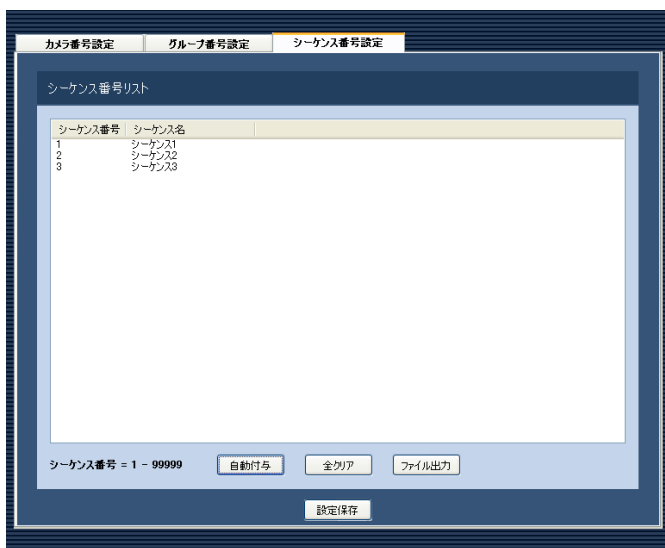 カメラ番号設定 グループ番号設定 シーケンス番号設定
シーケンス番号リスト
シーケンス番号 シーケンス名
1 シーケンス1
2 シーケンス2
3 シーケンス3
シーケンス番号 = 1 - 99999 自動付与 全クリア ファイル出力
設定保存